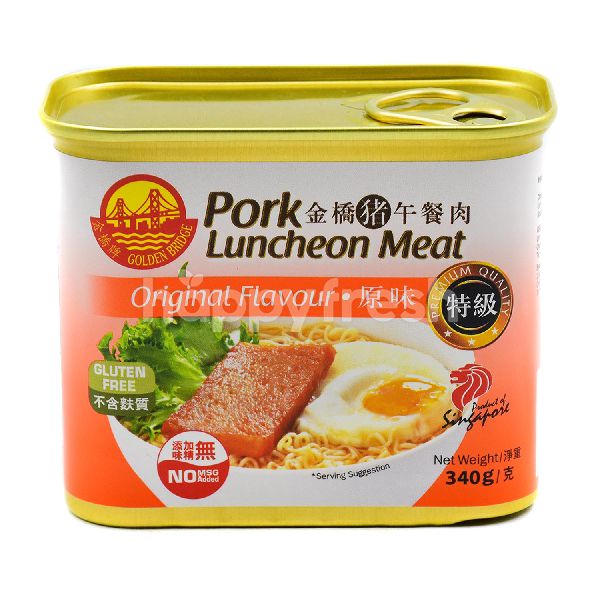 金橋牌
GOLDEN BRIDGE
Pork 金橋猪午餐肉
Luncheon Meat
Original Flavour · 原味
PREMIUM QUALITY
特級
happyfresh
GLUTEN
FREE
不含麩質
添加
味精 無
NO MSG
Added
*Serving Suggestion
Product of
Singapore
Net Weight/淨重
340g/克